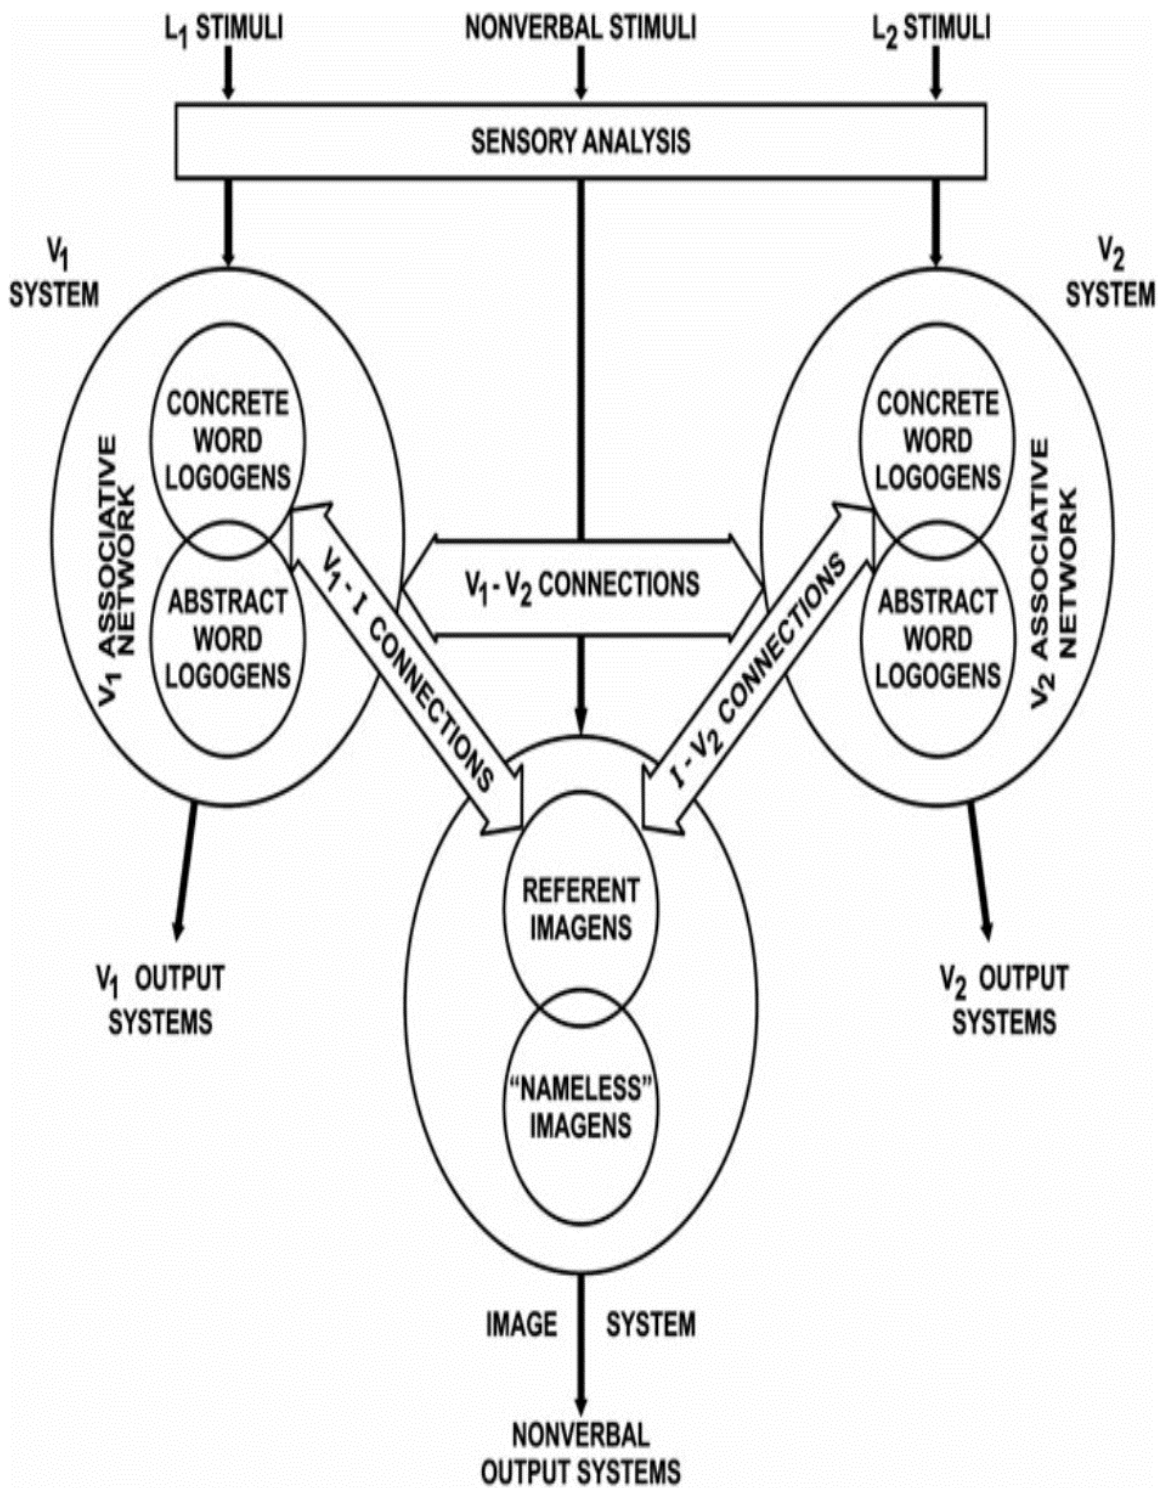 L1 STIMULI
NONVERBAL STIMULI
L2 STIMULI
SENSORY ANALYSIS
V1
SYSTEM
V2
SYSTEM
CONCRETE
WORD
LOGOGENS
ABSTRACT
WORD
LOGOGENS
V1 ASSOCIATIVE
NETWORK
V1 - I CONNECTIONS
V1 - V2 CONNECTIONS
I - V2 CONNECTIONS
CONCRETE
WORD
LOGOGENS
ABSTRACT
WORD
LOGOGENS
V2 ASSOCIATIVE
NETWORK
REFERENT
IMAGENS
“NAMELESS”
IMAGENS
V1 OUTPUT
SYSTEMS
V2 OUTPUT
SYSTEMS
IMAGE SYSTEM
NONVERBAL
OUTPUT SYSTEMS